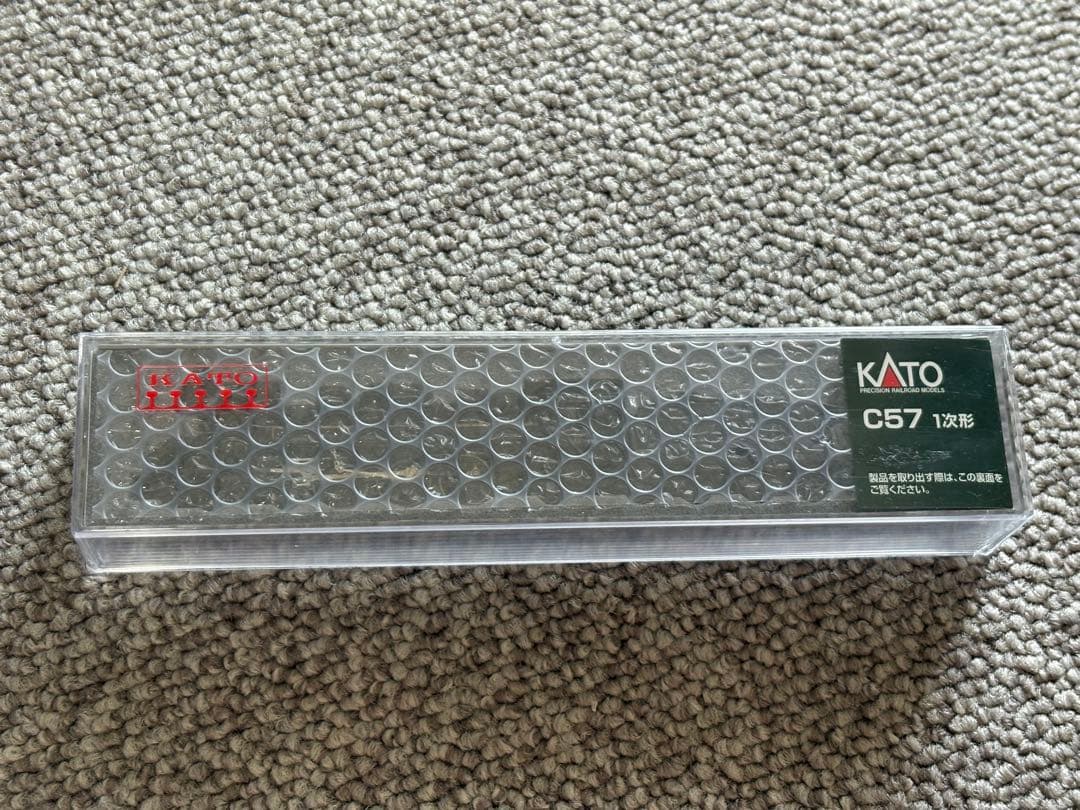 KATO
KATO
PRECISION RAILROAD MODELS
C57 1次形
製品を取り出す際は、この裏面を
ご覧ください。